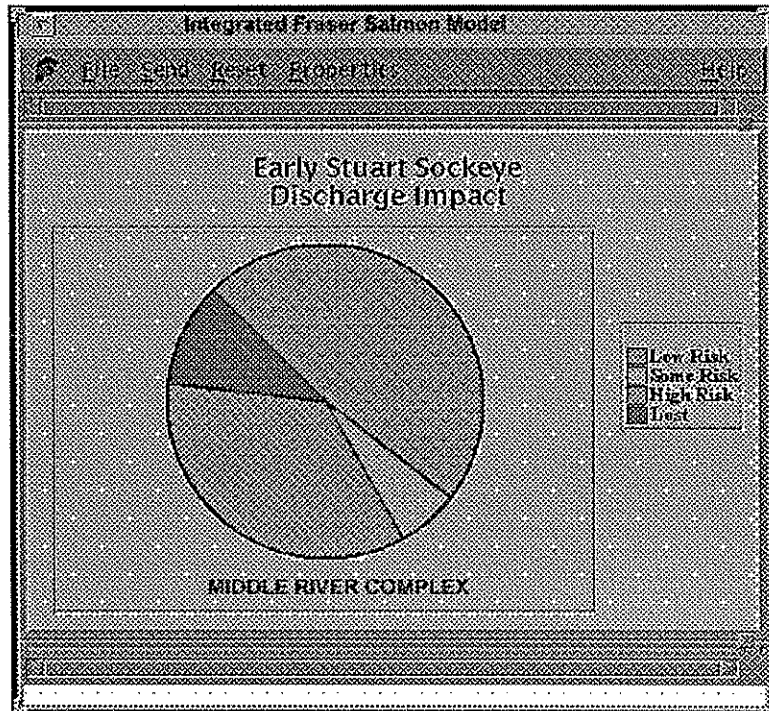 Integrated Fraser Salmon Model
File Send Reset Properties Help
Early Stuart Sockeye
Discharge Impact
Low Risk
Some Risk
High Risk
Lost
MIDDLE RIVER COMPLEX